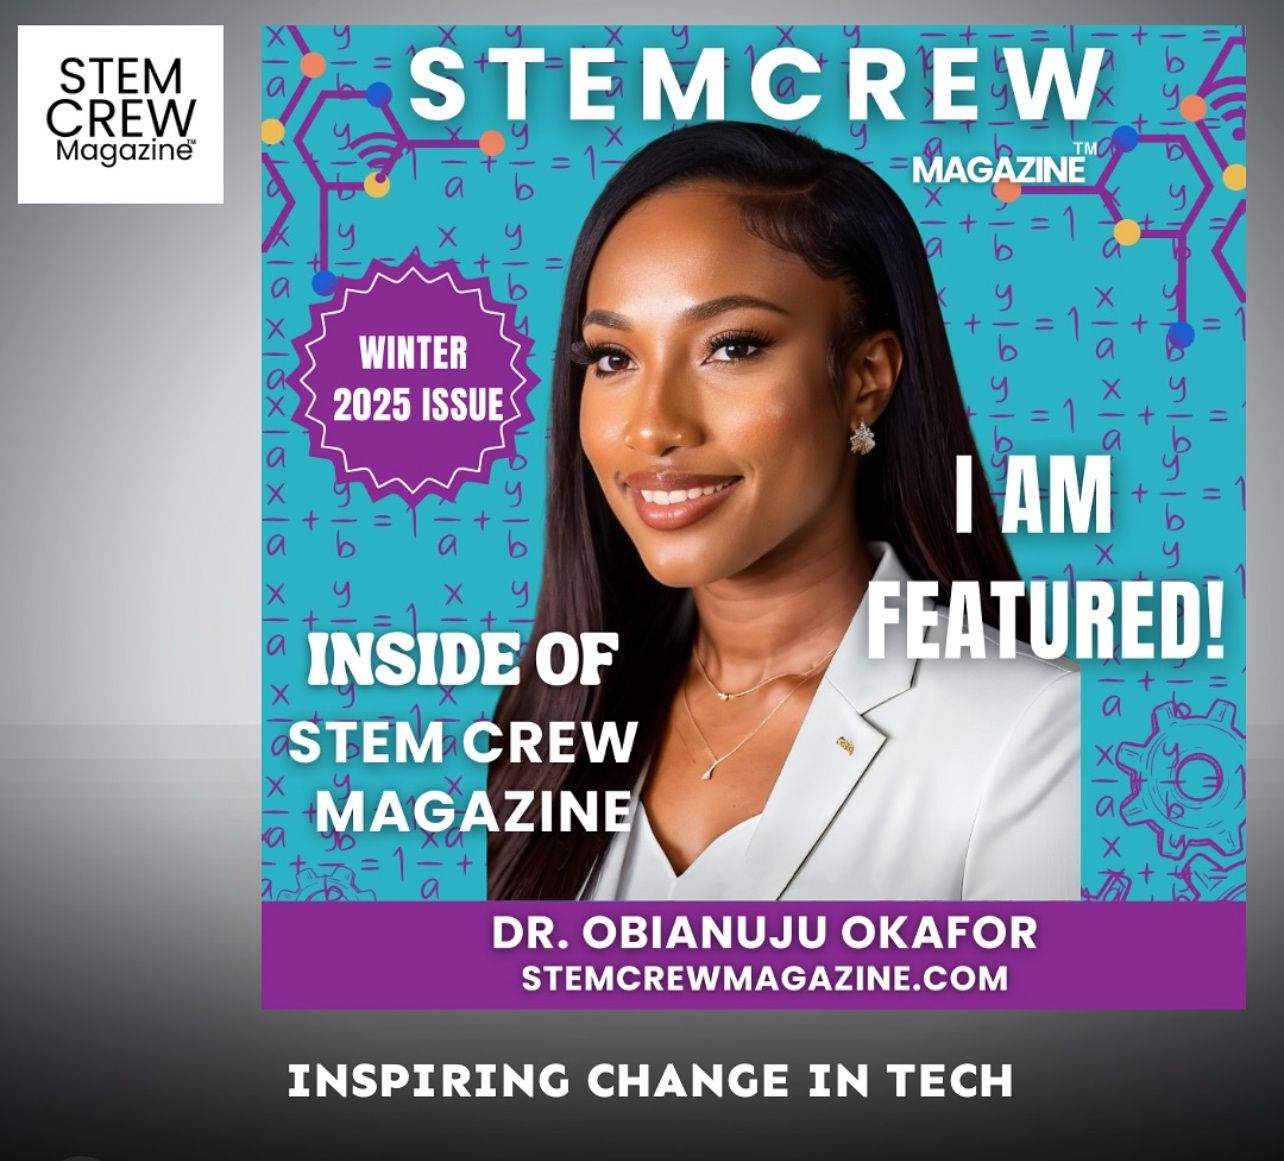 STEM
CREW
Magazine™
STEMCREW
MAGAZINE™
WINTER
2025 ISSUE
I AM
FEATURED!
INSIDE OF
STEM CREW
MAGAZINE
DR. OBIANUJU OKAFOR
STEMCREWMAGAZINE.COM
INSPIRING CHANGE IN TECH